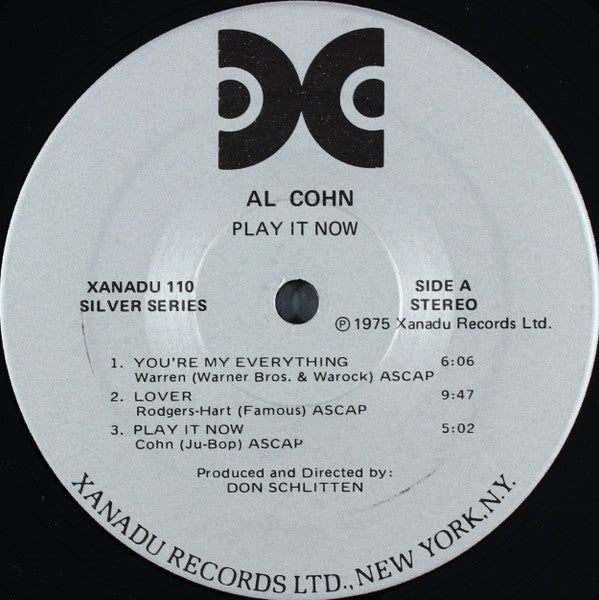 AL COHN
PLAY IT NOW
XANADU 110
SILVER SERIES
SIDE A
STEREO
℗ 1975 Xanadu Records Ltd.
1. YOU'RE MY EVERYTHING 6:06
Warren (Warner Bros. & Warock) ASCAP
2. LOVER 9:47
Rodgers-Hart (Famous) ASCAP
3. PLAY IT NOW 5:02
Cohn (Ju-Bop) ASCAP
Produced and Directed by:
DON SCHLITTEN
XANADU RECORDS LTD., NEW YORK, N.Y.